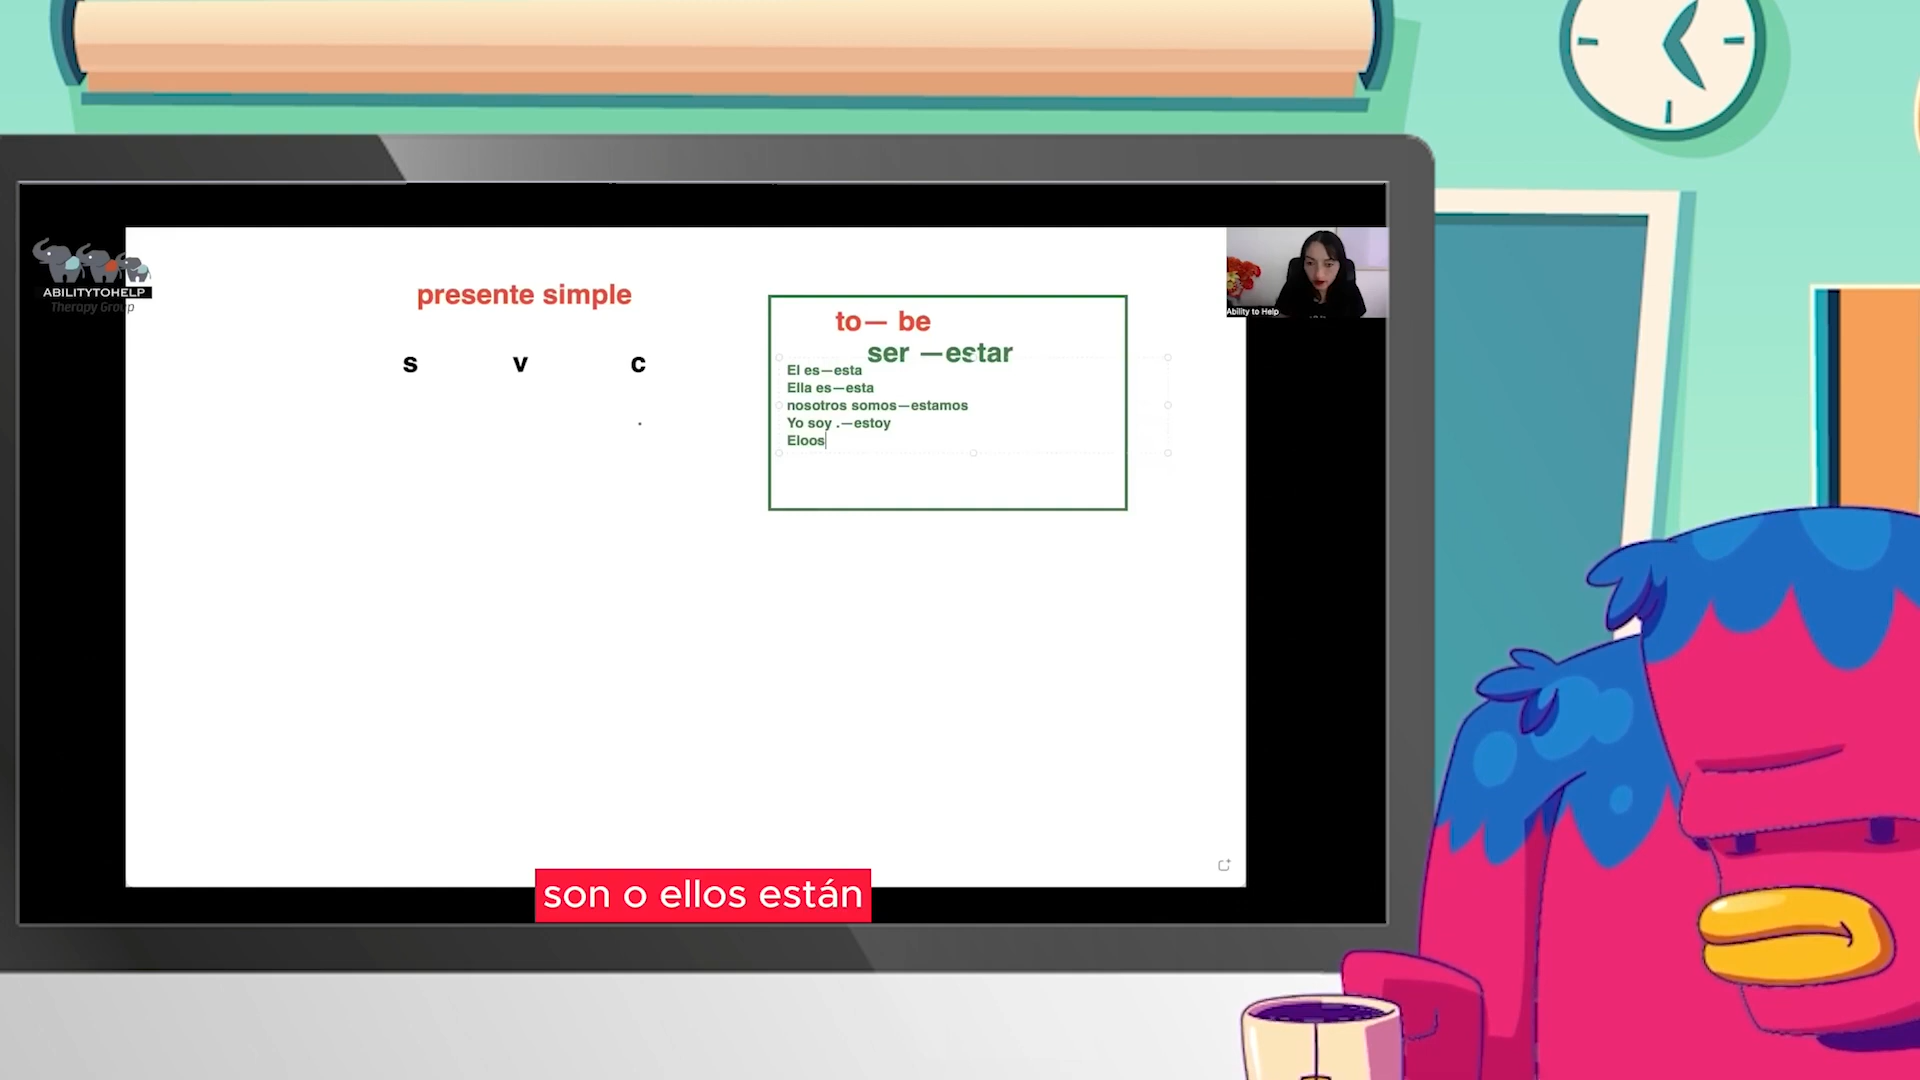 ABILITYTOHELP
Therapy Group
presente simple
s v c
to— be
ser —estar
El es—esta
Ella es—esta
nosotros somos—estamos
Yo soy .—estoy
Eloos
Ability to Help
son o ellos están